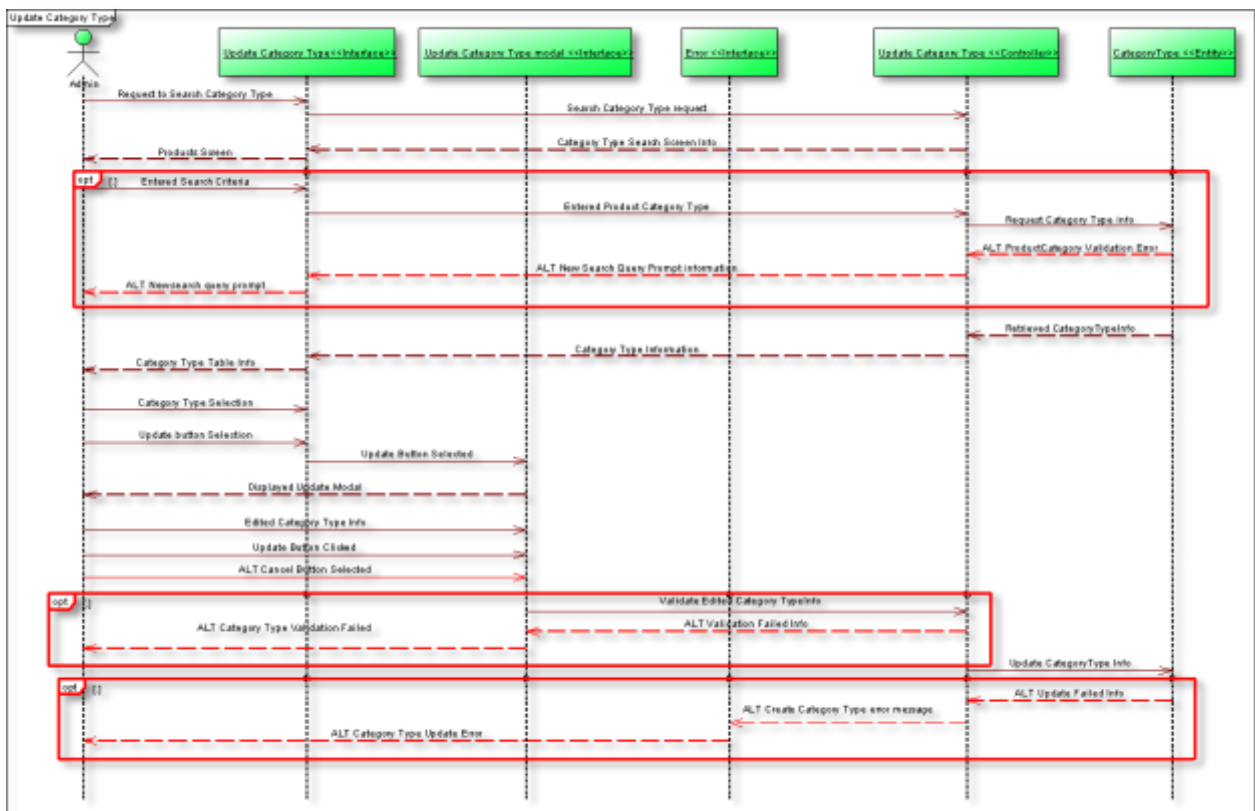 Update Category Type
Update Category Type<<Interface>>
Update Category Type modal <<Interface>>
Error <<Interface>>
Update Category Type <<Controller>>
CategoryType <<Entity>>
Admin
Request to Search Category Type
Search Category Type request
Category Type Search Screen Info
Products Screen
opt
[ ]
Entered Search Criteria
Entered Product Category Type
Request Category Type info
ALT ProductCategory Validation Error
ALT New Search Query Prompt information
ALT Newsearch query prompt
Retrieved CategoryTypeInfo
Category Type Information
Category Type Table Info
Category Type Selection
Update button Selection
Update Button Selected
Displayed Update Modal
Edited Category Type Info
Update Button Clicked
ALT Cancel Button Selected
opt
[ ]
Validate Edited Category TypeInfo
ALT Category Type Validation Failed
ALT Validation Failed Info
Update CategoryType Info
opt
[ ]
ALT Update Failed Info
ALT Create Category Type error message
ALT Category Type Update Error